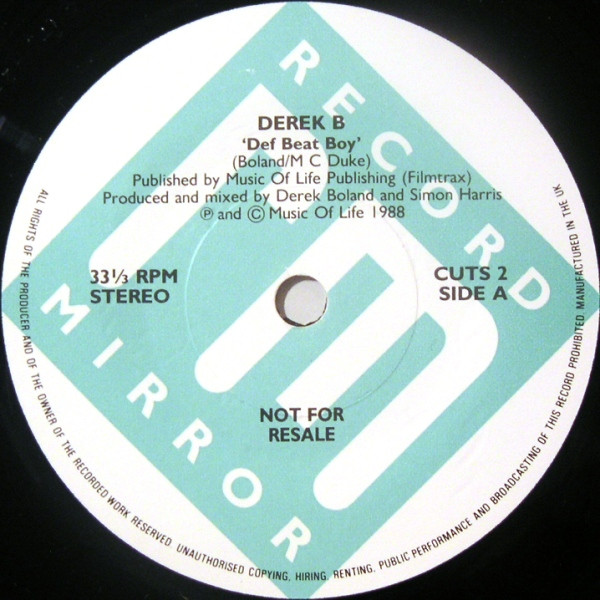 RECORD
MIRROR
DEREK B
'Def Beat Boy'
(Boland/M C Duke)
Published by Music Of Life Publishing (Filmtrax)
Produced and mixed by Derek Boland and Simon Harris
Ⓟ and © Music Of Life 1988
33⅓ RPM
STEREO
CUTS 2
SIDE A
NOT FOR
RESALE
ALL RIGHTS OF THE PRODUCER AND OF THE OWNER OF THE RECORDED WORK RESERVED. UNAUTHORISED COPYING, HIRING, RENTING, PUBLIC PERFORMANCE AND BROADCASTING OF THIS RECORD PROHIBITED MANUFACTURED IN THE UK